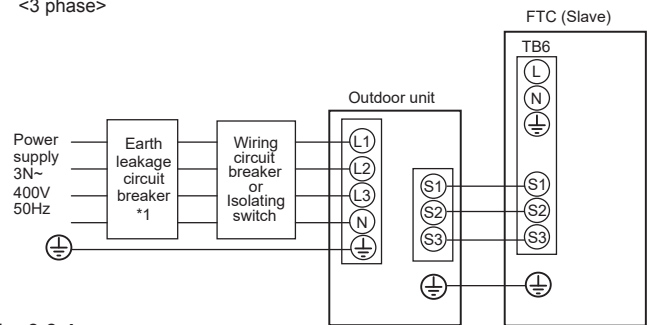 <3 phase>
FTC (Slave)
TB6
L
N
Outdoor unit
Power
supply
3N~
400V
50Hz
Earth
leakage
circuit
breaker
*1
Wiring
circuit
breaker
or
Isolating
switch
L1
L2
L3
N
S1
S2
S3
S1
S2
S3